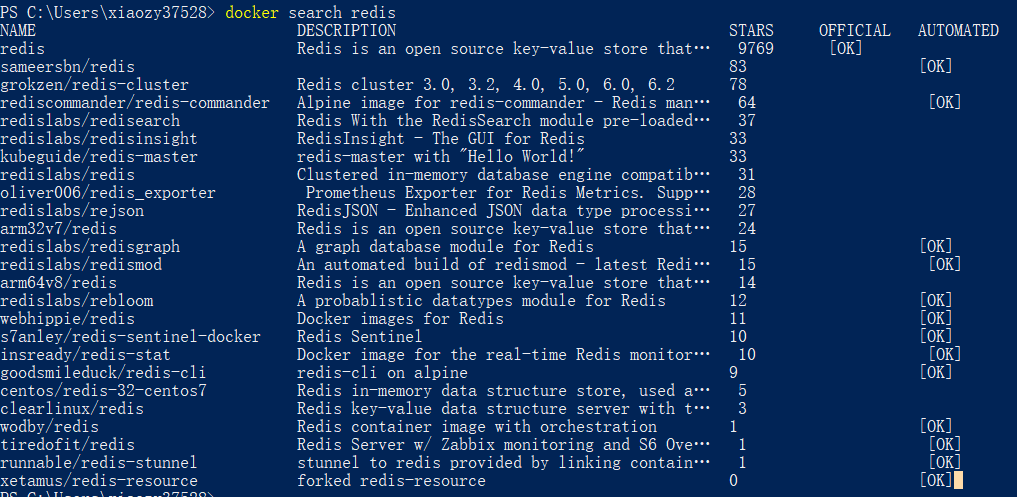 PS C:\Users\xiaozy37528> docker search redis
NAME DESCRIPTION STARS OFFICIAL AUTOMATED
redis Redis is an open source key-value store that… 9769 [OK]
sameersbn/redis 83 [OK]
grokzen/redis-cluster Redis cluster 3.0, 3.2, 4.0, 5.0, 6.0, 6.2 78
rediscommander/redis-commander Alpine image for redis-commander - Redis man… 64 [OK]
redislabs/redisearch Redis With the RedisSearch module pre-loaded… 37
redislabs/redisinsight RedisInsight - The GUI for Redis 33
kubeguide/redis-master redis-master with "Hello World!" 33
redislabs/redis Clustered in-memory database engine compatib… 31
oliver006/redis_exporter Prometheus Exporter for Redis Metrics. Supp… 28
redislabs/rejson RedisJSON - Enhanced JSON data type processi… 27
arm32v7/redis Redis is an open source key-value store that… 24
redislabs/redisgraph A graph database module for Redis 15 [OK]
redislabs/redismod An automated build of redismod - latest Redi… 15 [OK]
arm64v8/redis Redis is an open source key-value store that… 14
redislabs/rebloom A probablistic datatypes module for Redis 12 [OK]
webhippie/redis Docker images for Redis 11 [OK]
s7anley/redis-sentinel-docker Redis Sentinel 10 [OK]
insready/redis-stat Docker image for the real-time Redis monitor… 10 [OK]
goodsmileduck/redis-cli redis-cli on alpine 9 [OK]
centos/redis-32-centos7 Redis in-memory data structure store, used a… 5
clearlinux/redis Redis key-value data structure server with t… 3
wodby/redis Redis container image with orchestration 1 [OK]
tiredofit/redis Redis Server w/ Zabbix monitoring and S6 Ove… 1 [OK]
runnable/redis-stunnel stunnel to redis provided by linking contain… 1 [OK]
xetamus/redis-resource forked redis-resource 0 [OK]
PS C:\Users\xiaozy37528>